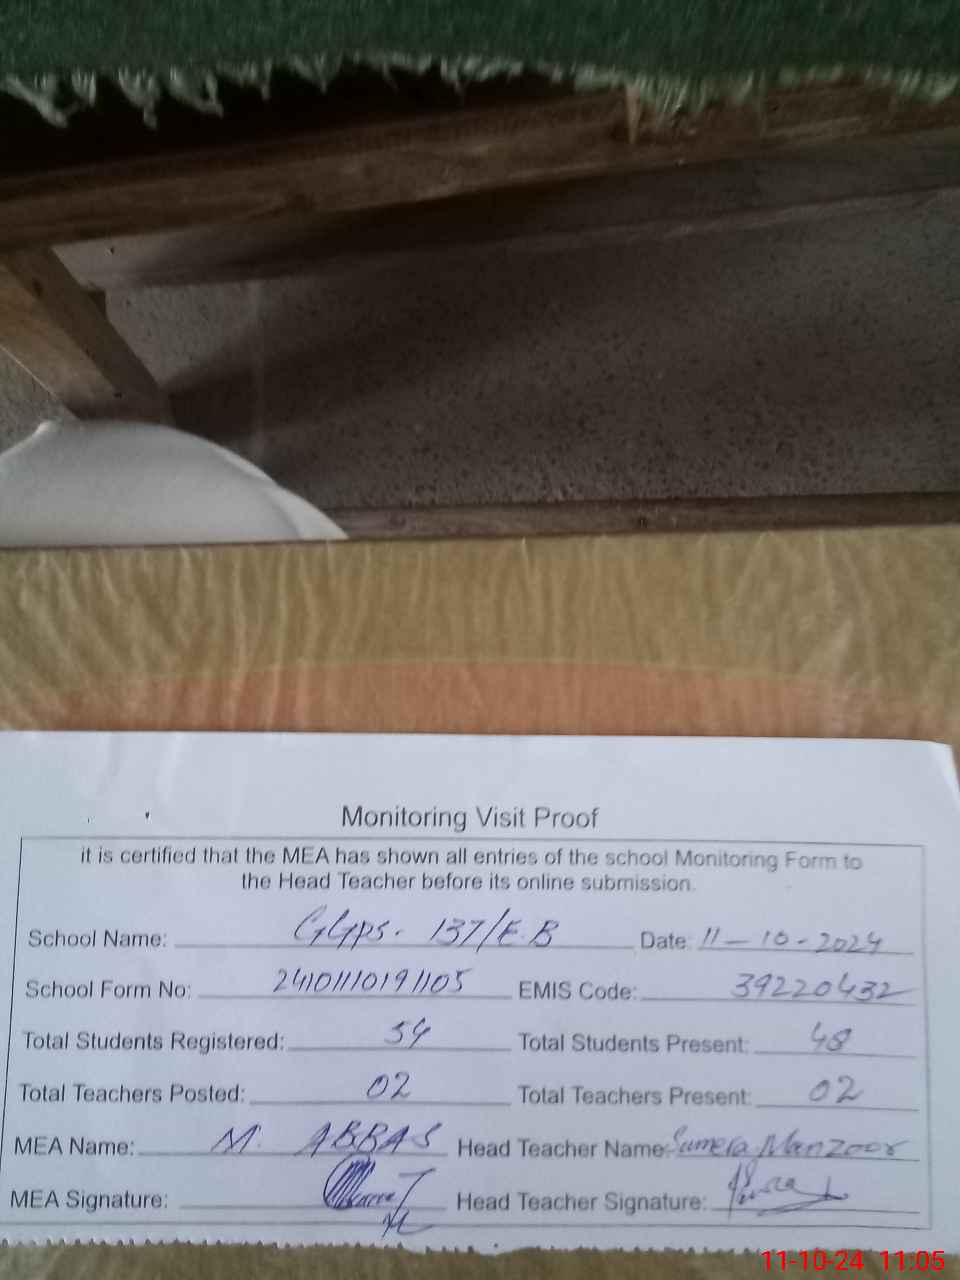 Monitoring Visit Proof
it is certified that the MEA has shown all entries of the school Monitoring Form to
the Head Teacher before its online submission.
School Name: GGPS. 137/E.B Date: 11-10-2024
School Form No: 24101110191105 EMIS Code: 39220432
Total Students Registered: 54 Total Students Present: 48
Total Teachers Posted: 02 Total Teachers Present: 02
MEA Name: M. ABBAS Head Teacher Name: Sumera Manzoor
MEA Signature: Head Teacher Signature:
11-10-24 11:05